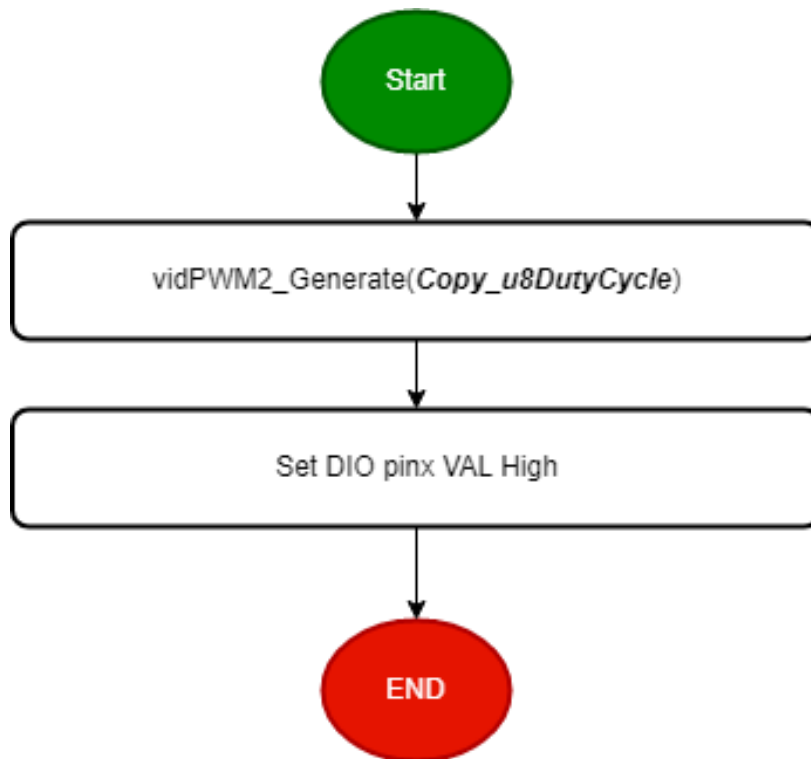 Start
vidPWM2_Generate(Copy_u8DutyCycle)
Set DIO pinx VAL High
END